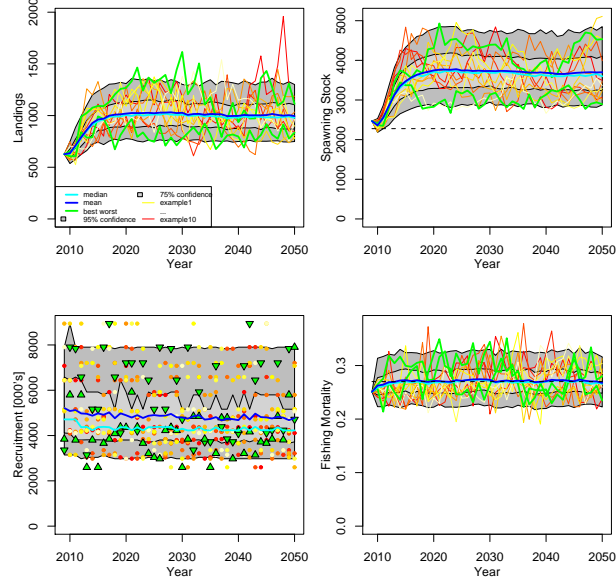 2000
1500
1000
500
0
Landings
median
mean
best worst
95% confidence
75% confidence
example1
...
example10
2010 2020 2030 2040 2050
Year
5000
4000
3000
2000
1000
0
Spawning Stock
2010 2020 2030 2040 2050
Year
8000
6000
4000
2000
0
Recruitment [000's]
2010 2020 2030 2040 2050
Year
0.3
0.2
0.1
0.0
Fishing Mortality
2010 2020 2030 2040 2050
Year